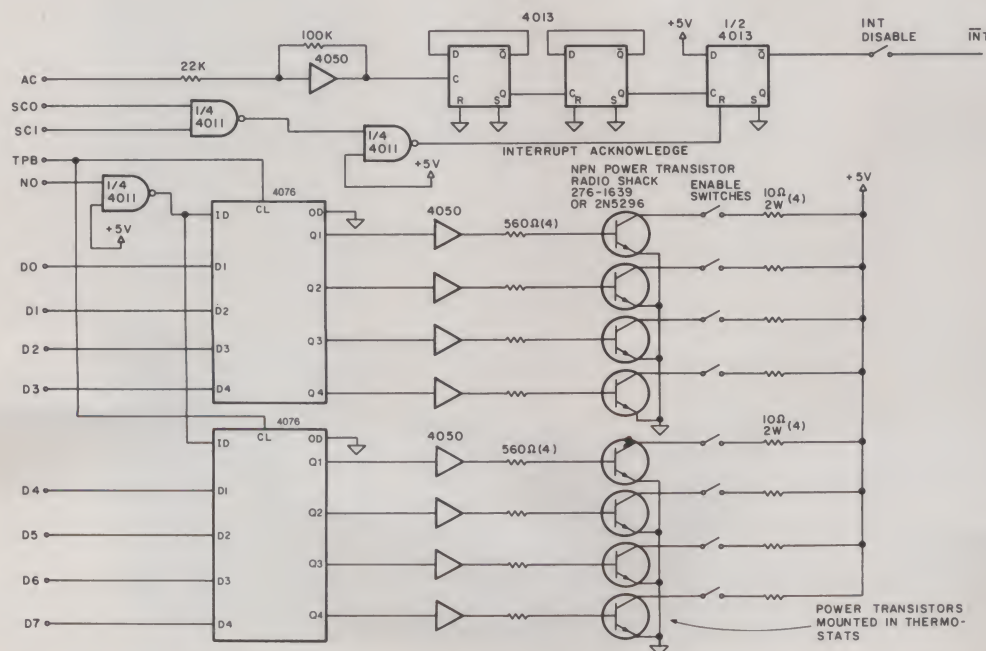 4013
+5V
1/2
4013
INT
DISABLE
INT
100K
4050
22K
AC
D
Q
C
Q
R
S
D
Q
C
Q
R
S
D
Q
C
Q
R
S
SC0
SC1
1/4
4011
1/4
4011
+5V
INTERRUPT ACKNOWLEDGE
TPB
NO
1/4
4011
+5V
4076
CL
ID
OD
Q1
D0
D1
D1
D2
Q2
D2
D3
Q3
D3
D4
Q4
4050
560Ω(4)
NPN POWER TRANSISTOR
RADIO SHACK
276-1639
OR 2N5296
ENABLE
SWITCHES
10Ω
2W(4)
+5V
4076
CL
ID
OD
Q1
D4
D1
D5
D2
Q2
D6
D3
Q3
D7
D4
Q4
4050
560Ω(4)
10Ω
2W(4)
POWER TRANSISTORS
MOUNTED IN THERMO-
STATS